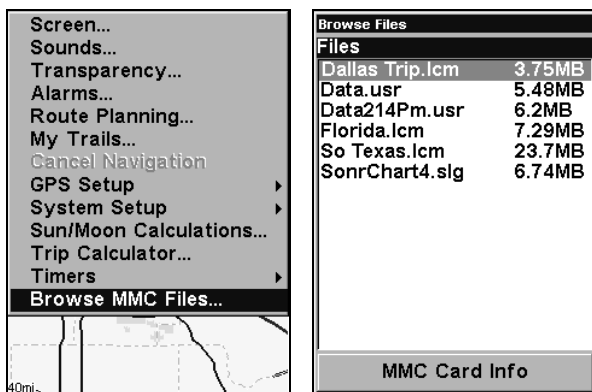 Screen...
Sounds...
Transparency...
Alarms...
Route Planning...
My Trails...
Cancel Navigation
GPS Setup
System Setup
Sun/Moon Calculations...
Trip Calculator...
Timers
Browse MMC Files...
40mi
Browse Files
Files
Dallas Trip.lcm 3.75MB
Data.usr 5.48MB
Data214Pm.usr 6.2MB
Florida.lcm 7.29MB
So Texas.lcm 23.7MB
SonrChart4.slg 6.74MB
MMC Card Info